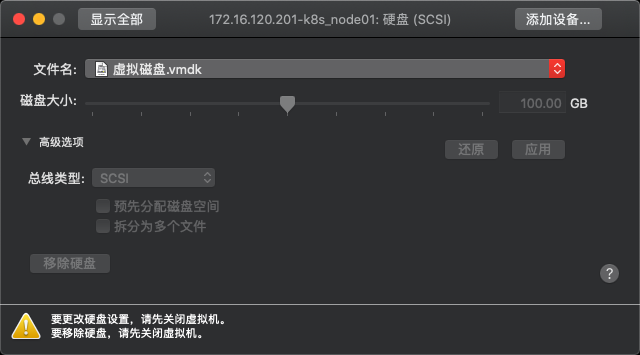 显示全部
172.16.120.201-k8s_node01: 硬盘 (SCSI)
添加设备...
文件名:
虚拟磁盘.vmdk
磁盘大小:
100.00
GB
高级选项
还原
应用
总线类型:
SCSI
预先分配磁盘空间
拆分为多个文件
移除硬盘
?
要更改硬盘设置，请先关闭虚拟机。
要移除硬盘，请先关闭虚拟机。